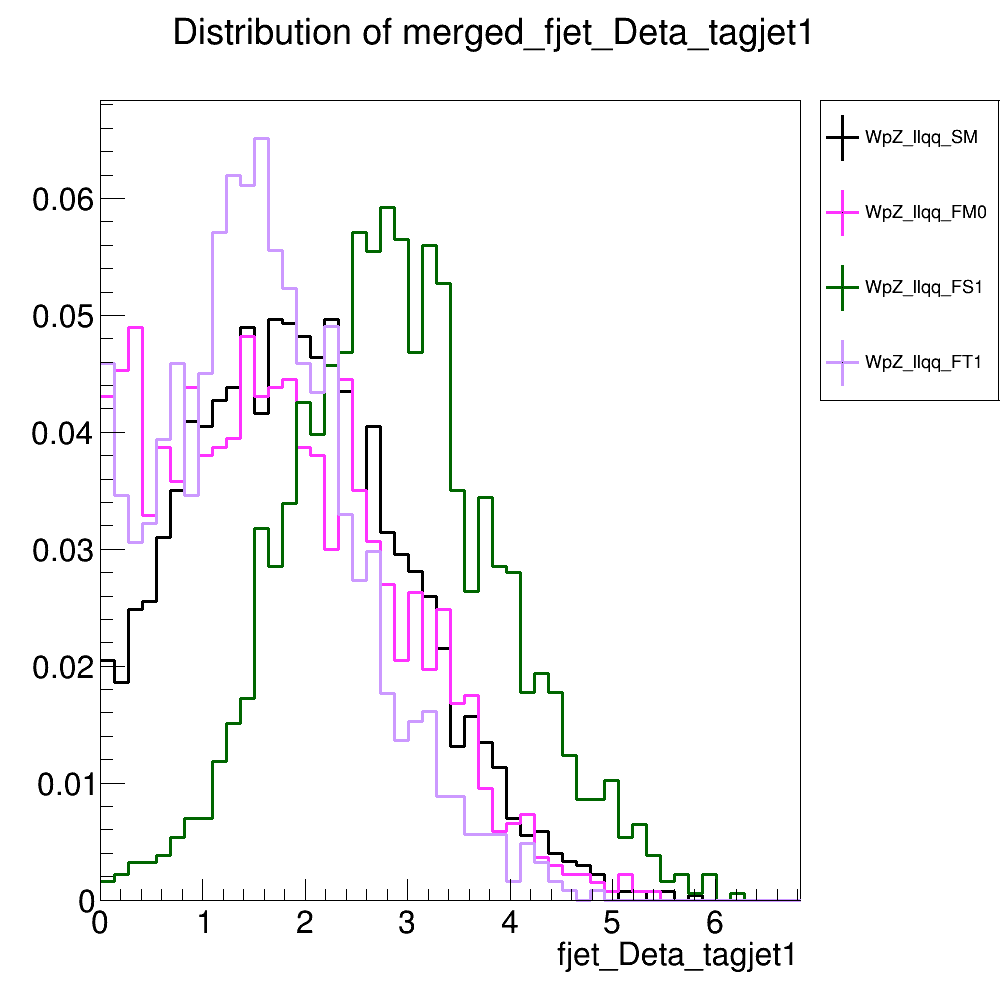 Distribution of merged_fjet_Deta_tagjet1
WpZ_llqq_SM
WpZ_llqq_FM0
WpZ_llqq_FS1
WpZ_llqq_FT1
0.06
0.05
0.04
0.03
0.02
0.01
0
0 1 2 3 4 5 6
fjet_Deta_tagjet1